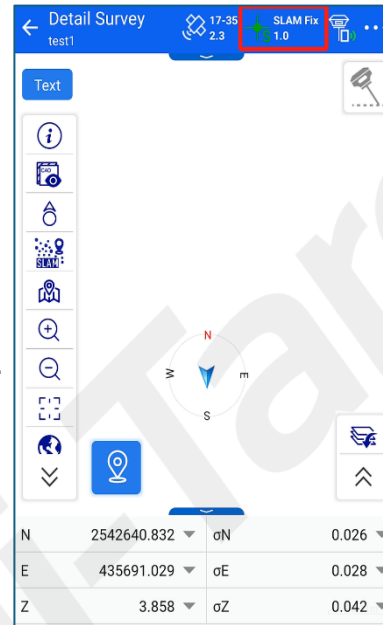 Detail Survey
test1
17-35
2.3
S
SLAM Fix
1.0
Text
CAD
SLAM
N
W
E
S
N 2542640.832 σN 0.026
E 435691.029 σE 0.028
Z 3.858 σZ 0.042